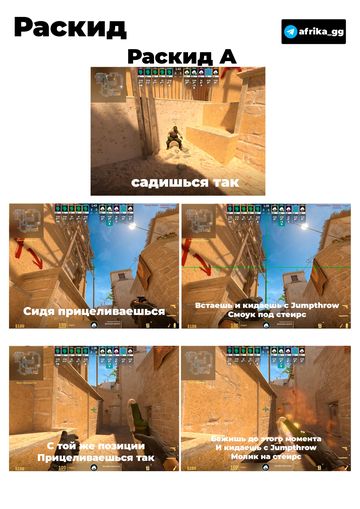 Раскид
afrika_gg
Раскид А
садишься так
Сидя прицеливаешься
Встаешь и кидаешь с Jumpthrow
Смоук под стеирс
С той же позиции
Прицеливаешься так
Бежишь до этого момента
И кидаешь с Jumpthrow
Молик на стеирс